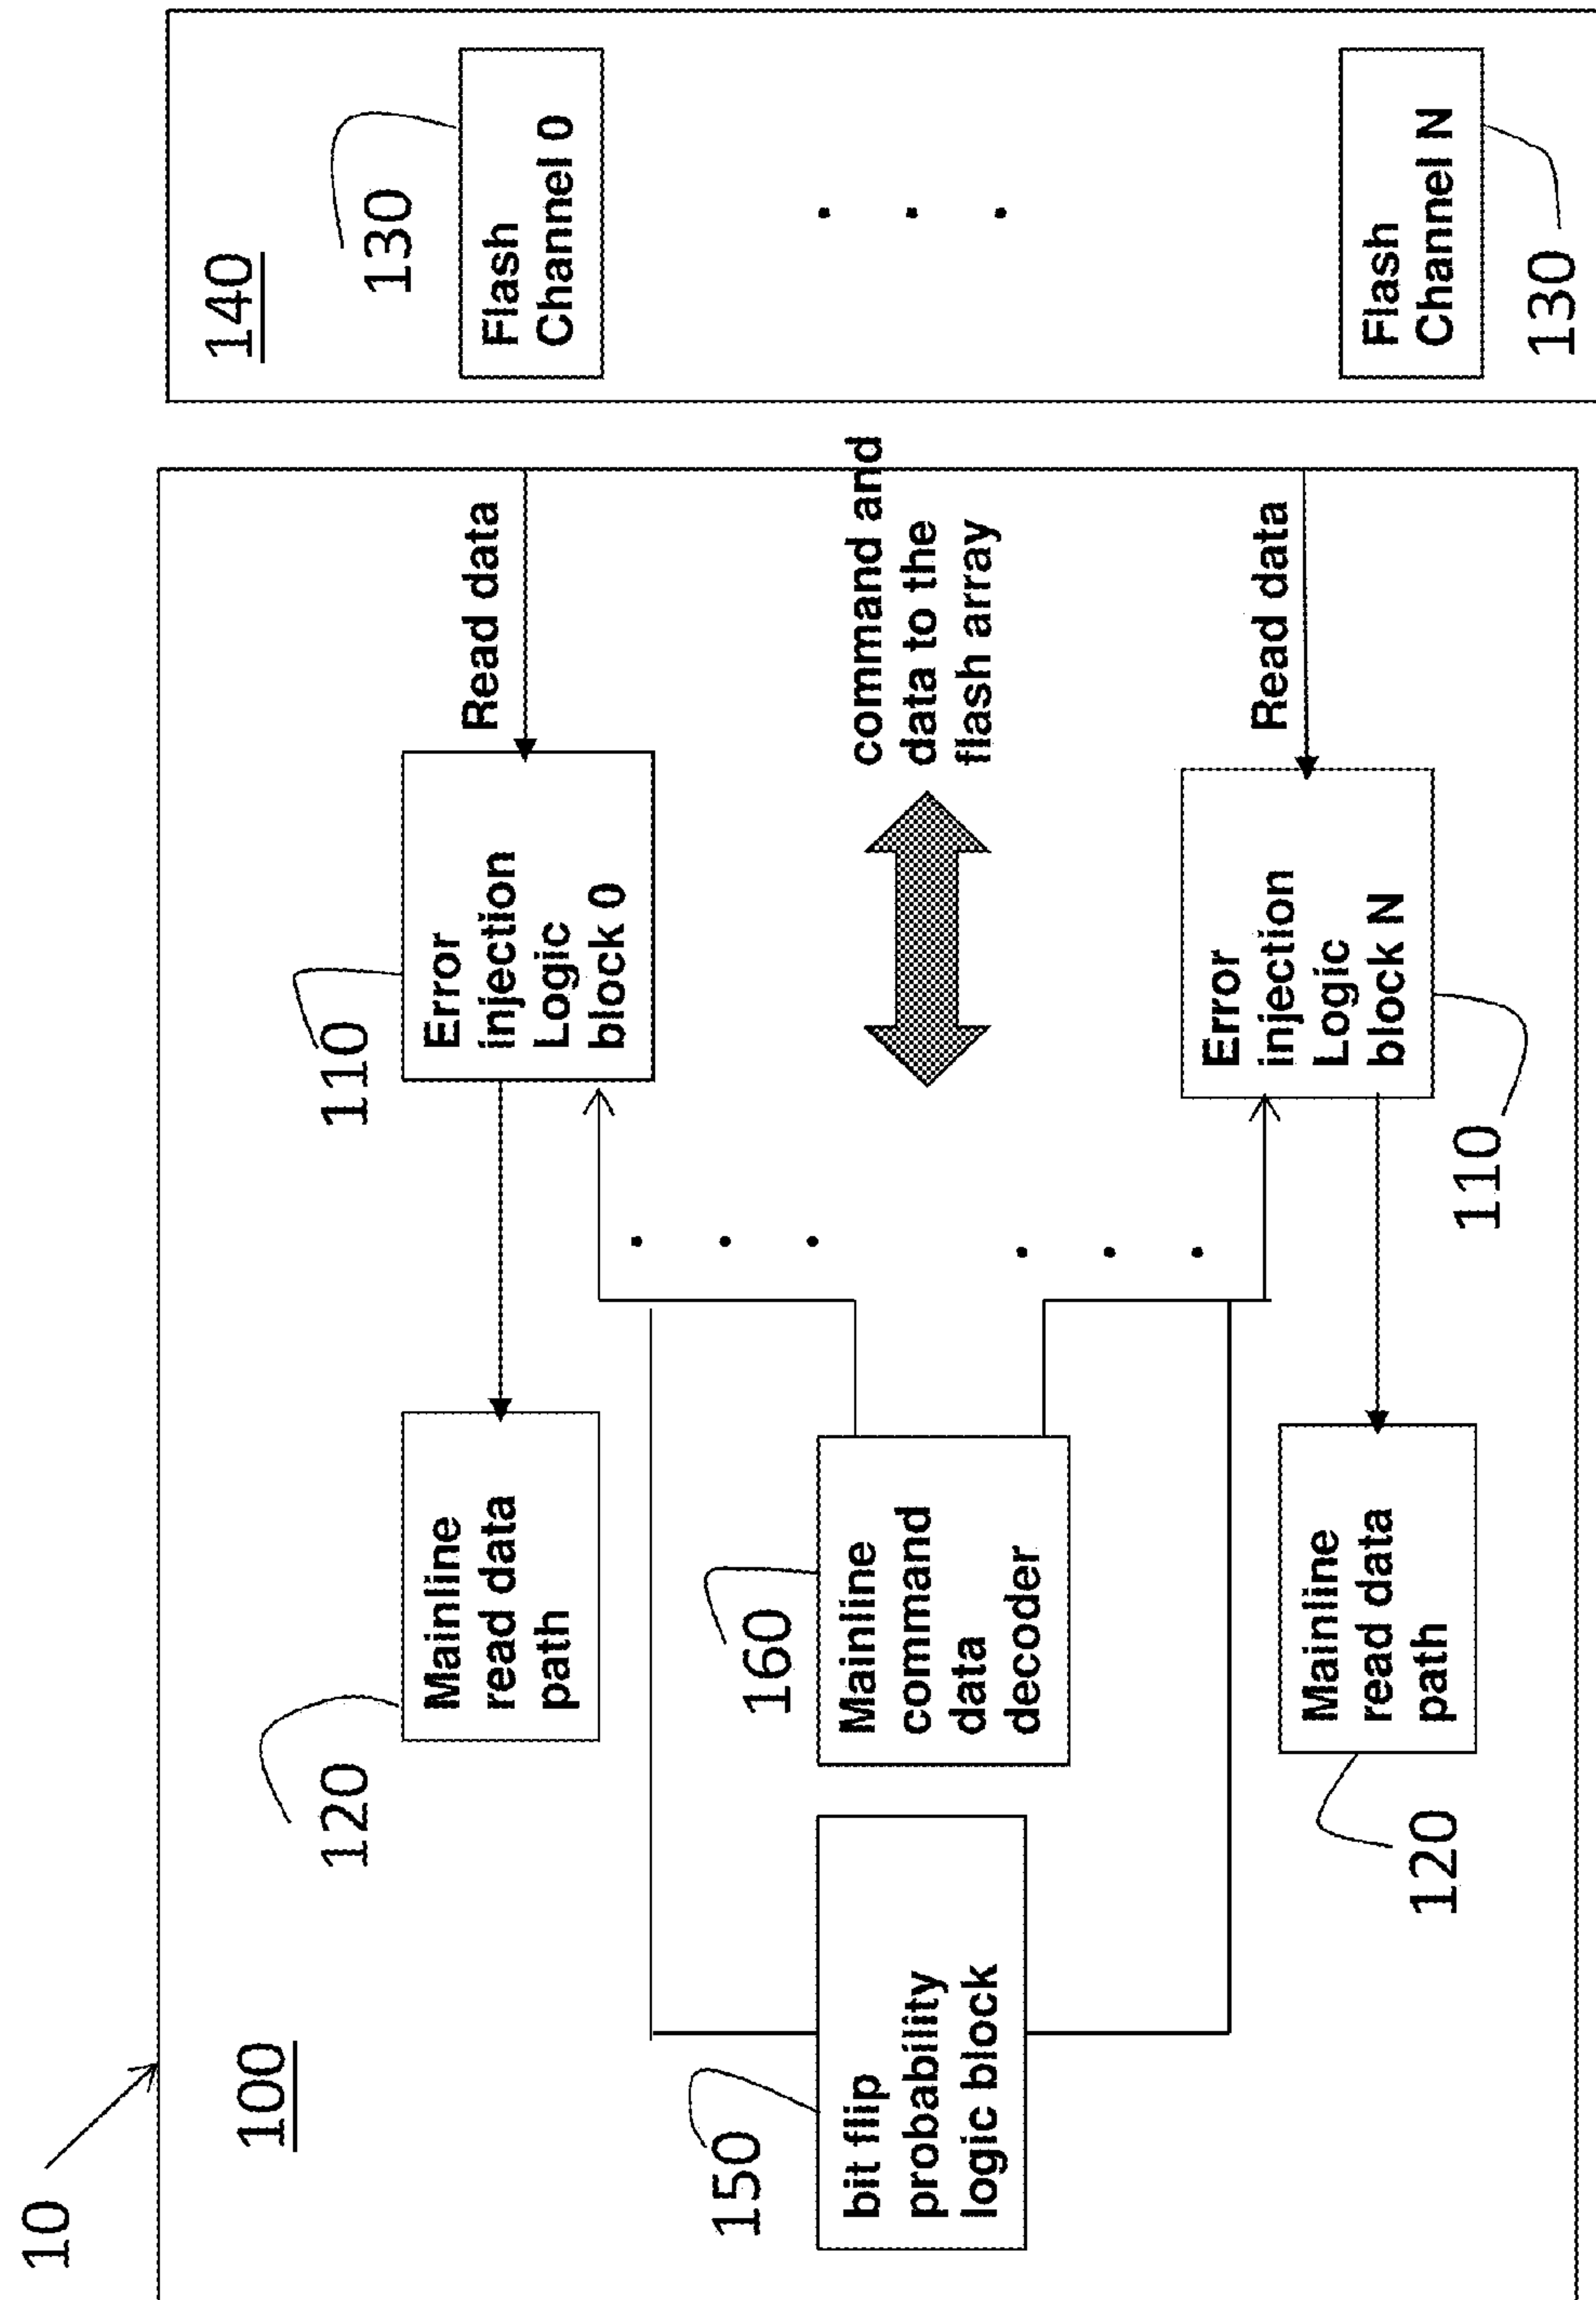 10
100
140
130
Flash
Channel 0
Read data
110
Error
injection
Logic
block 0
120
Mainline
read data
path
command and
data to the
flash array
160
Mainline
command
data
decoder
150
bit flip
probability
logic block
Read data
Error
injection
Logic
block N
110
Mainline
read data
path
120
Flash
Channel N
130